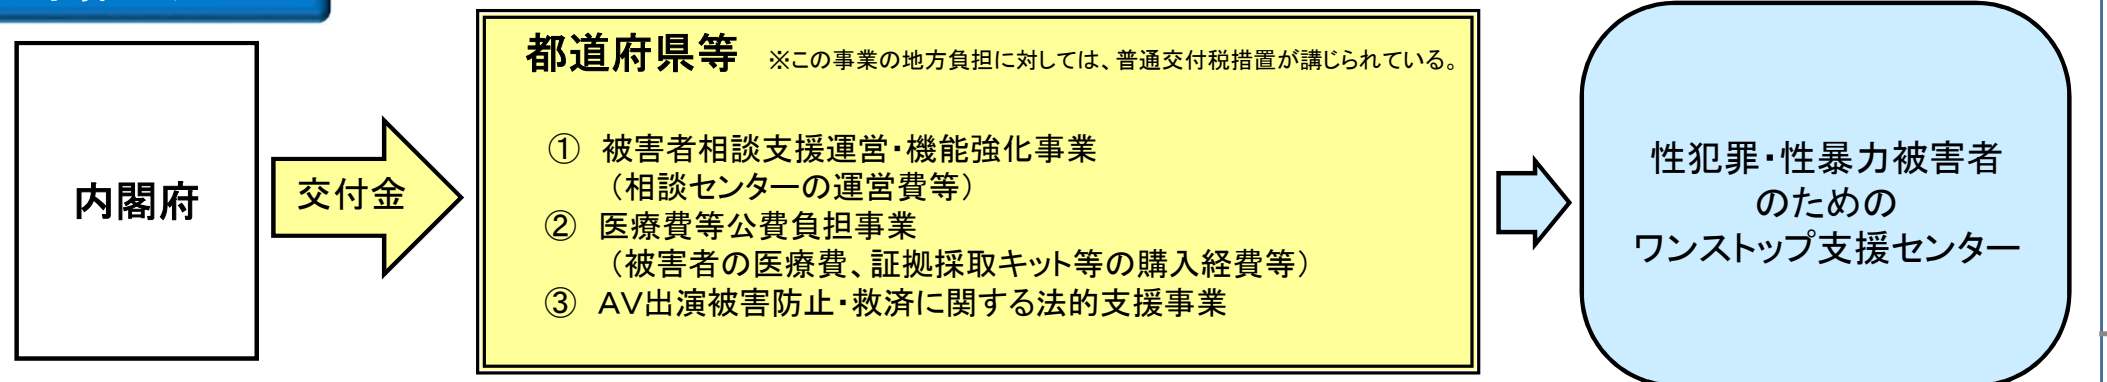 内閣府
交付金
都道府県等 ※この事業の地方負担に対しては、普通交付税措置が講じられている。
① 被害者相談支援運営・機能強化事業
（相談センターの運営費等）
② 医療費等公費負担事業
（被害者の医療費、証拠採取キット等の購入経費等）
③ AV出演被害防止・救済に関する法的支援事業
性犯罪・性暴力被害者
のための
ワンストップ支援センター